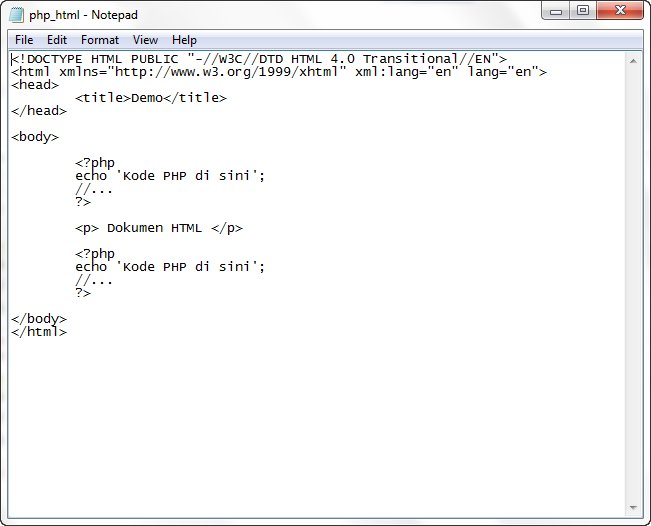 php_html - Notepad
File Edit Format View Help
<!DOCTYPE HTML PUBLIC "-//W3C//DTD HTML 4.0 Transitional//EN">
<html xmlns="http://www.w3.org/1999/xhtml" xml:lang="en" lang="en">
<head>
        <title>Demo</title>
</head>

<body>

        <?php
        echo 'Kode PHP di sini';
        //...
        ?>

        <p> Dokumen HTML </p>

        <?php
        echo 'Kode PHP di sini';
        //...
        ?>

</body>
</html>